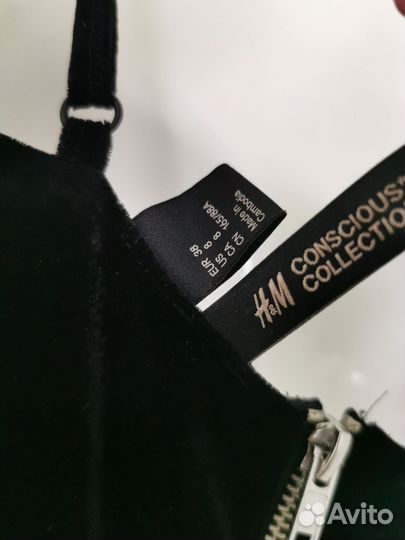 EUR 38
US 8
CA 8
CN 165/88A
Made in
Cambodia
H&M
CONSCIOUS
COLLECTION
Avito